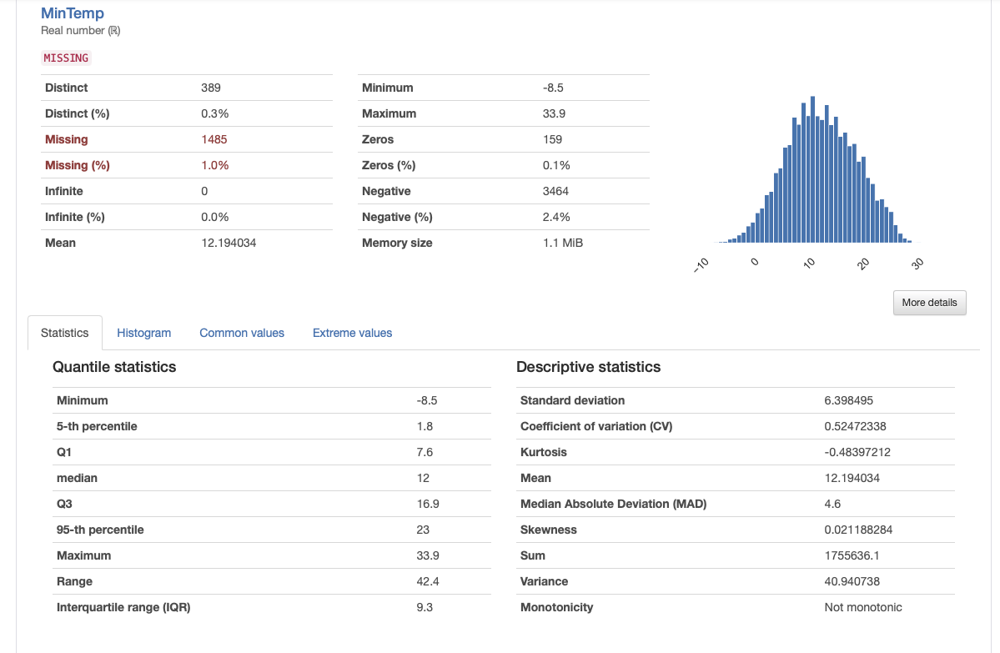 MinTemp
Real number (ℝ)
MISSING
Distinct 389
Distinct (%) 0.3%
Missing 1485
Missing (%) 1.0%
Infinite 0
Infinite (%) 0.0%
Mean 12.194034
Minimum -8.5
Maximum 33.9
Zeros 159
Zeros (%) 0.1%
Negative 3464
Negative (%) 2.4%
Memory size 1.1 MiB
−10 0 10 20 30
More details
Statistics Histogram Common values Extreme values
Quantile statistics
Minimum -8.5
5-th percentile 1.8
Q1 7.6
median 12
Q3 16.9
95-th percentile 23
Maximum 33.9
Range 42.4
Interquartile range (IQR) 9.3
Descriptive statistics
Standard deviation 6.398495
Coefficient of variation (CV) 0.52472338
Kurtosis -0.48397212
Mean 12.194034
Median Absolute Deviation (MAD) 4.6
Skewness 0.021188284
Sum 1755636.1
Variance 40.940738
Monotonicity Not monotonic